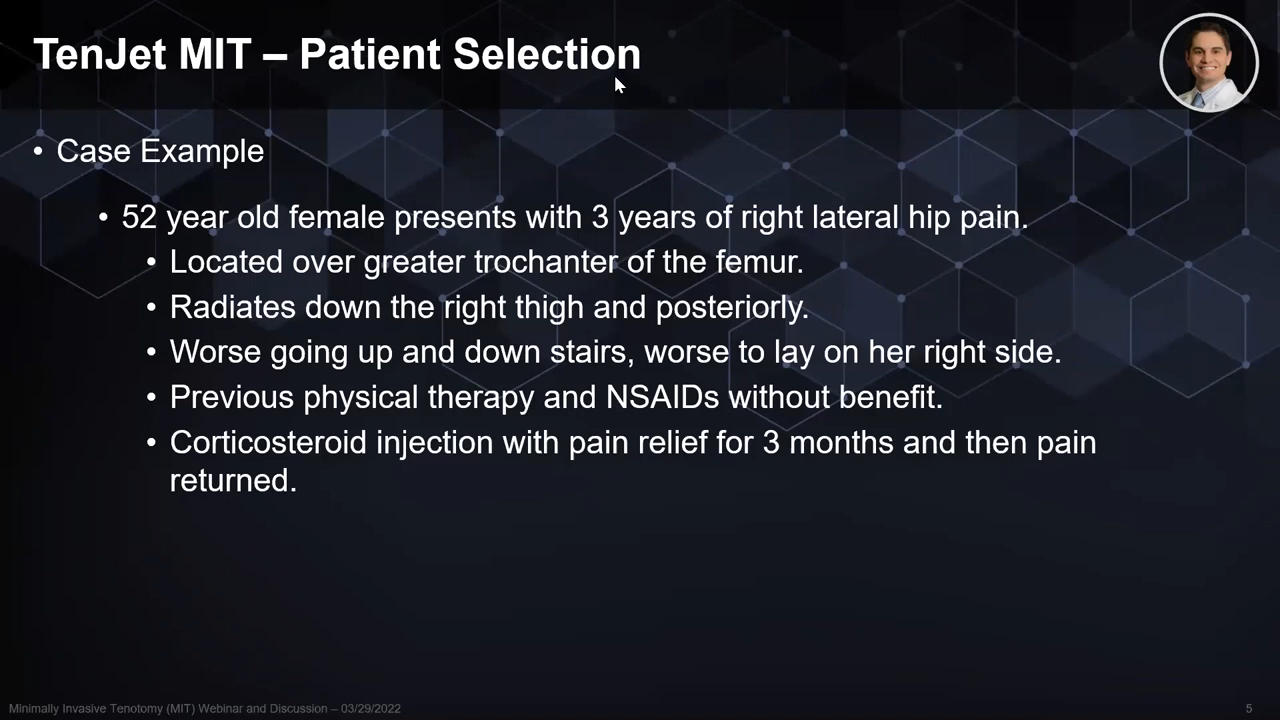 TenJet MIT – Patient Selection
• Case Example
• 52 year old female presents with 3 years of right lateral hip pain.
• Located over greater trochanter of the femur.
• Radiates down the right thigh and posteriorly.
• Worse going up and down stairs, worse to lay on her right side.
• Previous physical therapy and NSAIDs without benefit.
• Corticosteroid injection with pain relief for 3 months and then pain
returned.
Minimally Invasive Tenotomy (MIT) Webinar and Discussion – 03/29/2022
5